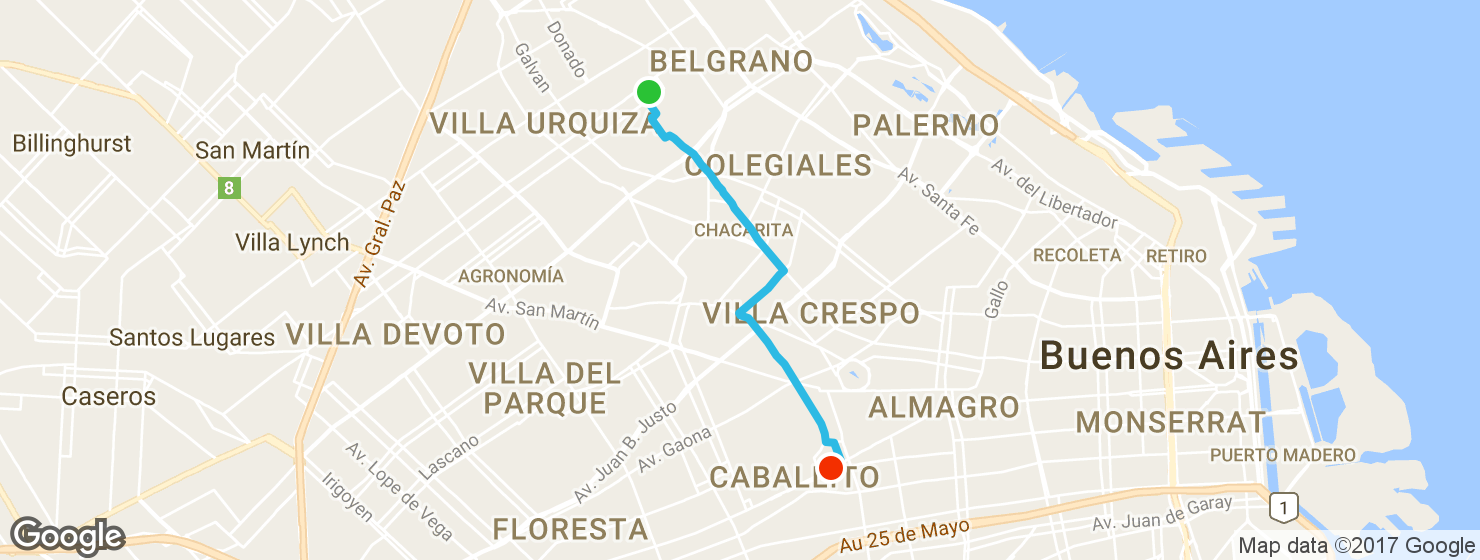 Donado
Galvan
BELGRANO
VILLA URQUIZA
PALERMO
Billinghurst
San Martín
8
COLEGIALES
Av. Gral. Paz
Av. Santa Fe
Av. del Libertador
Villa Lynch
CHACARITA
RECOLETA
RETIRO
AGRONOMÍA
Av. San Martín
VILLA CRESPO
Gallo
Santos Lugares
VILLA DEVOTO
Buenos Aires
VILLA DEL
PARQUE
Caseros
ALMAGRO
MONSERRAT
Av. Juan B. Justo
Av. Gaona
Lascano
Av. Lope de Vega
Irigoyen
CABALLITO
PUERTO MADERO
FLORESTA
1
Av. Juan de Garay
Au 25 de Mayo
Google
Map data ©2017 Google